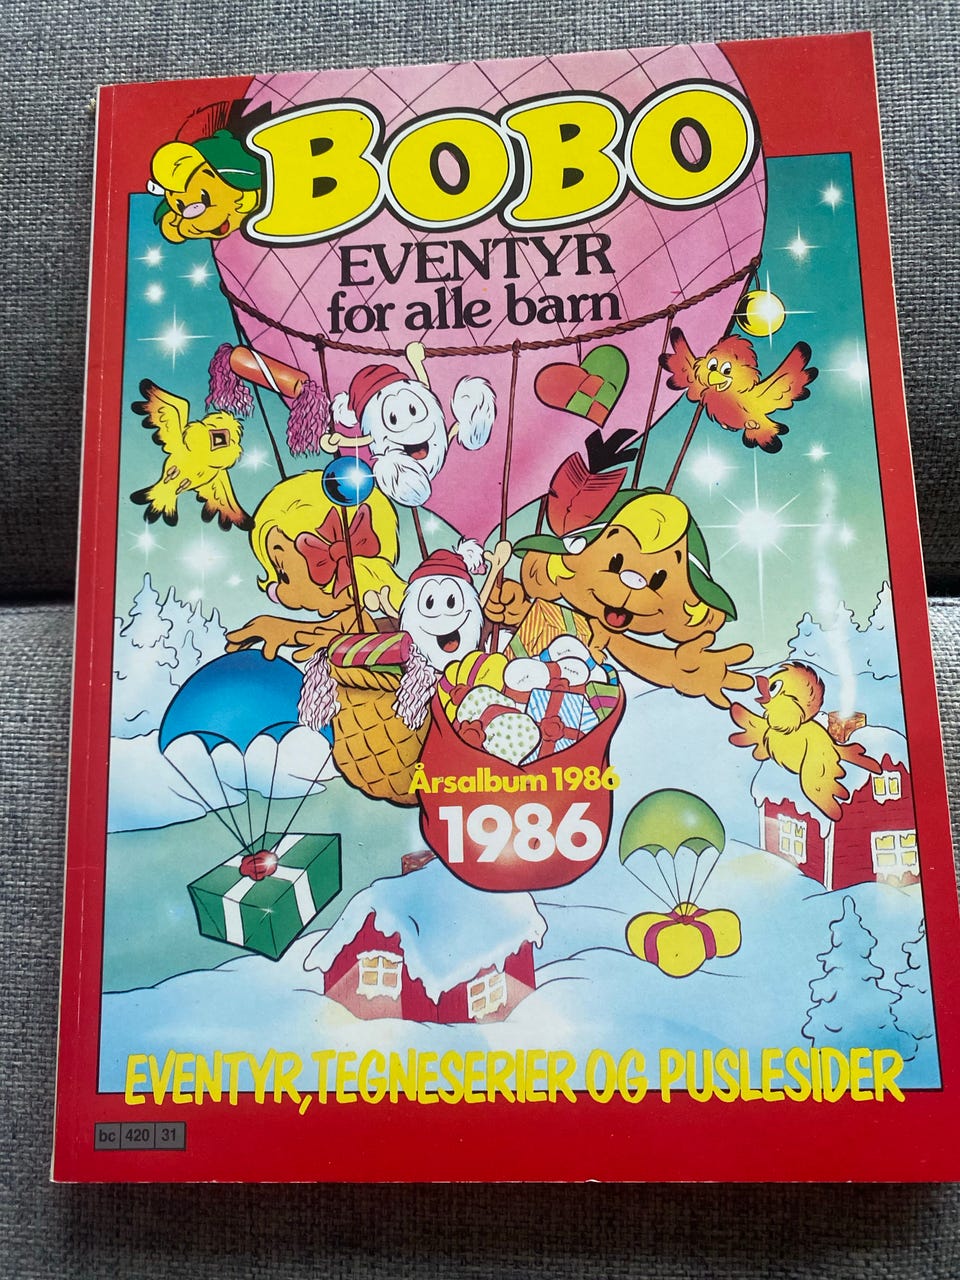 BOBO
EVENTYR
for alle barn
Årsalbum 1986
1986
EVENTYR, TEGNESERIER OG PUSLESIDER
bc 420 31